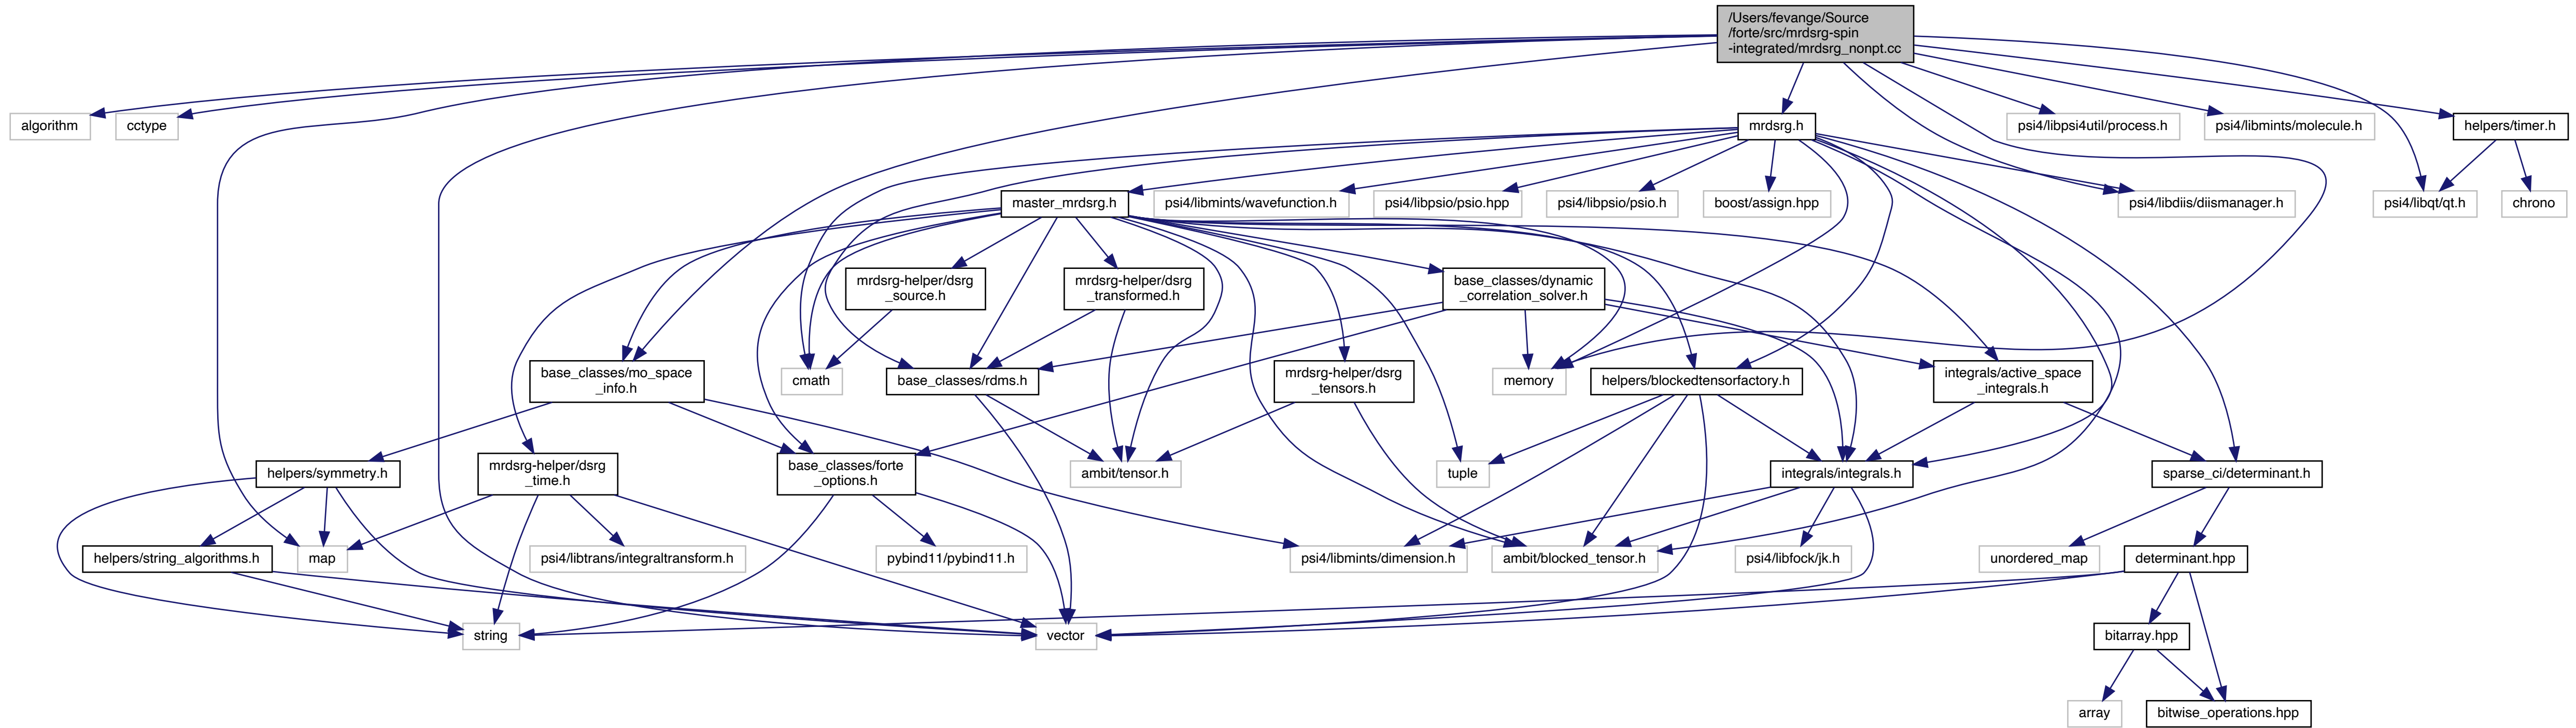 /Users/fevange/Source
/forte/src/mrdsrg-spin
-integrated/mrdsrg_nonpt.cc
algorithm
cctype
mrdsrg.h
psi4/libpsi4util/process.h
psi4/libmints/molecule.h
helpers/timer.h
master_mrdsrg.h
psi4/libmints/wavefunction.h
psi4/libpsio/psio.hpp
psi4/libpsio/psio.h
boost/assign.hpp
psi4/libdiis/diismanager.h
psi4/libqt/qt.h
chrono
mrdsrg-helper/dsrg
_source.h
mrdsrg-helper/dsrg
_transformed.h
base_classes/dynamic
_correlation_solver.h
base_classes/mo_space
_info.h
cmath
base_classes/rdms.h
mrdsrg-helper/dsrg
_tensors.h
memory
helpers/blockedtensorfactory.h
integrals/active_space
_integrals.h
helpers/symmetry.h
mrdsrg-helper/dsrg
_time.h
base_classes/forte
_options.h
ambit/tensor.h
tuple
integrals/integrals.h
sparse_ci/determinant.h
helpers/string_algorithms.h
map
psi4/libtrans/integraltransform.h
pybind11/pybind11.h
psi4/libmints/dimension.h
ambit/blocked_tensor.h
psi4/libfock/jk.h
unordered_map
determinant.hpp
string
vector
bitarray.hpp
array
bitwise_operations.hpp